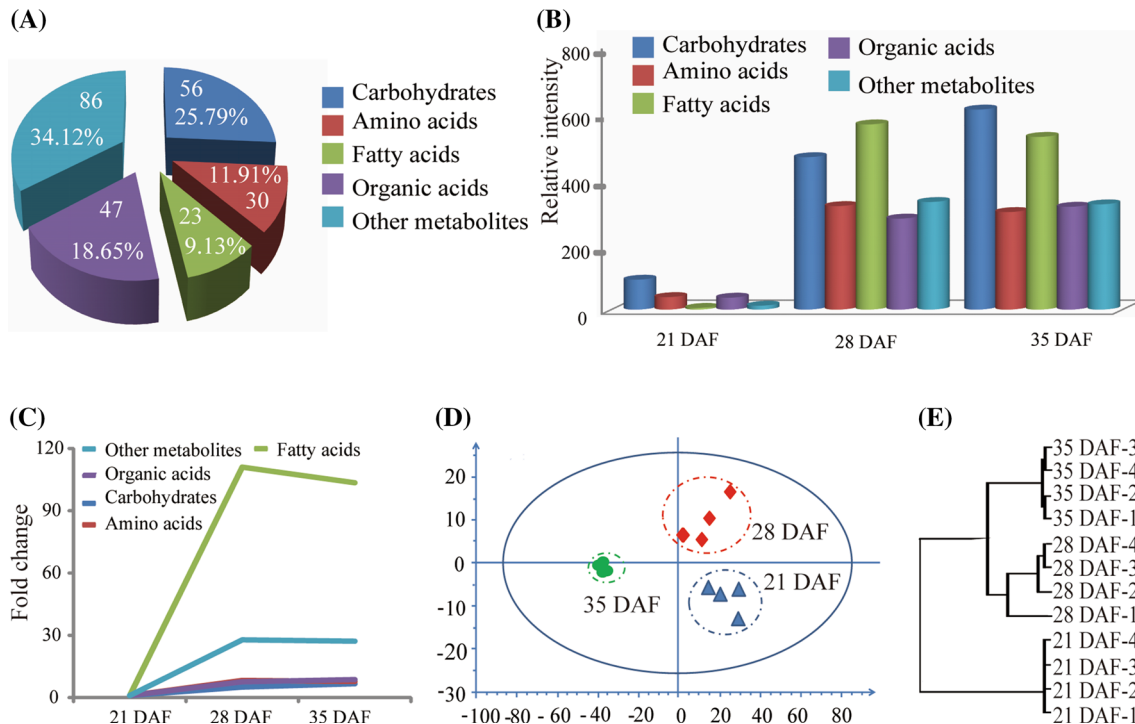 (A)
86
34.12%
56
25.79%
11.91%
30
23
9.13%
47
18.65%
Carbohydrates
Amino acids
Fatty acids
Organic acids
Other metabolites
(B)
Relative intensity
800
600
400
200
0
Carbohydrates
Amino acids
Fatty acids
Organic acids
Other metabolites
21 DAF
28 DAF
35 DAF
(C)
Fold change
120
90
60
30
0
Other metabolites
Fatty acids
Organic acids
Carbohydrates
Amino acids
21 DAF
28 DAF
35 DAF
(D)
20
10
0
-10
-20
-30
28 DAF
21 DAF
35 DAF
-100 -80 -60 -40 -20 0 20 40 60 80
(E)
35 DAF-3
35 DAF-4
35 DAF-2
35 DAF-1
28 DAF-4
28 DAF-3
28 DAF-2
28 DAF-1
21 DAF-4
21 DAF-3
21 DAF-2
21 DAF-1